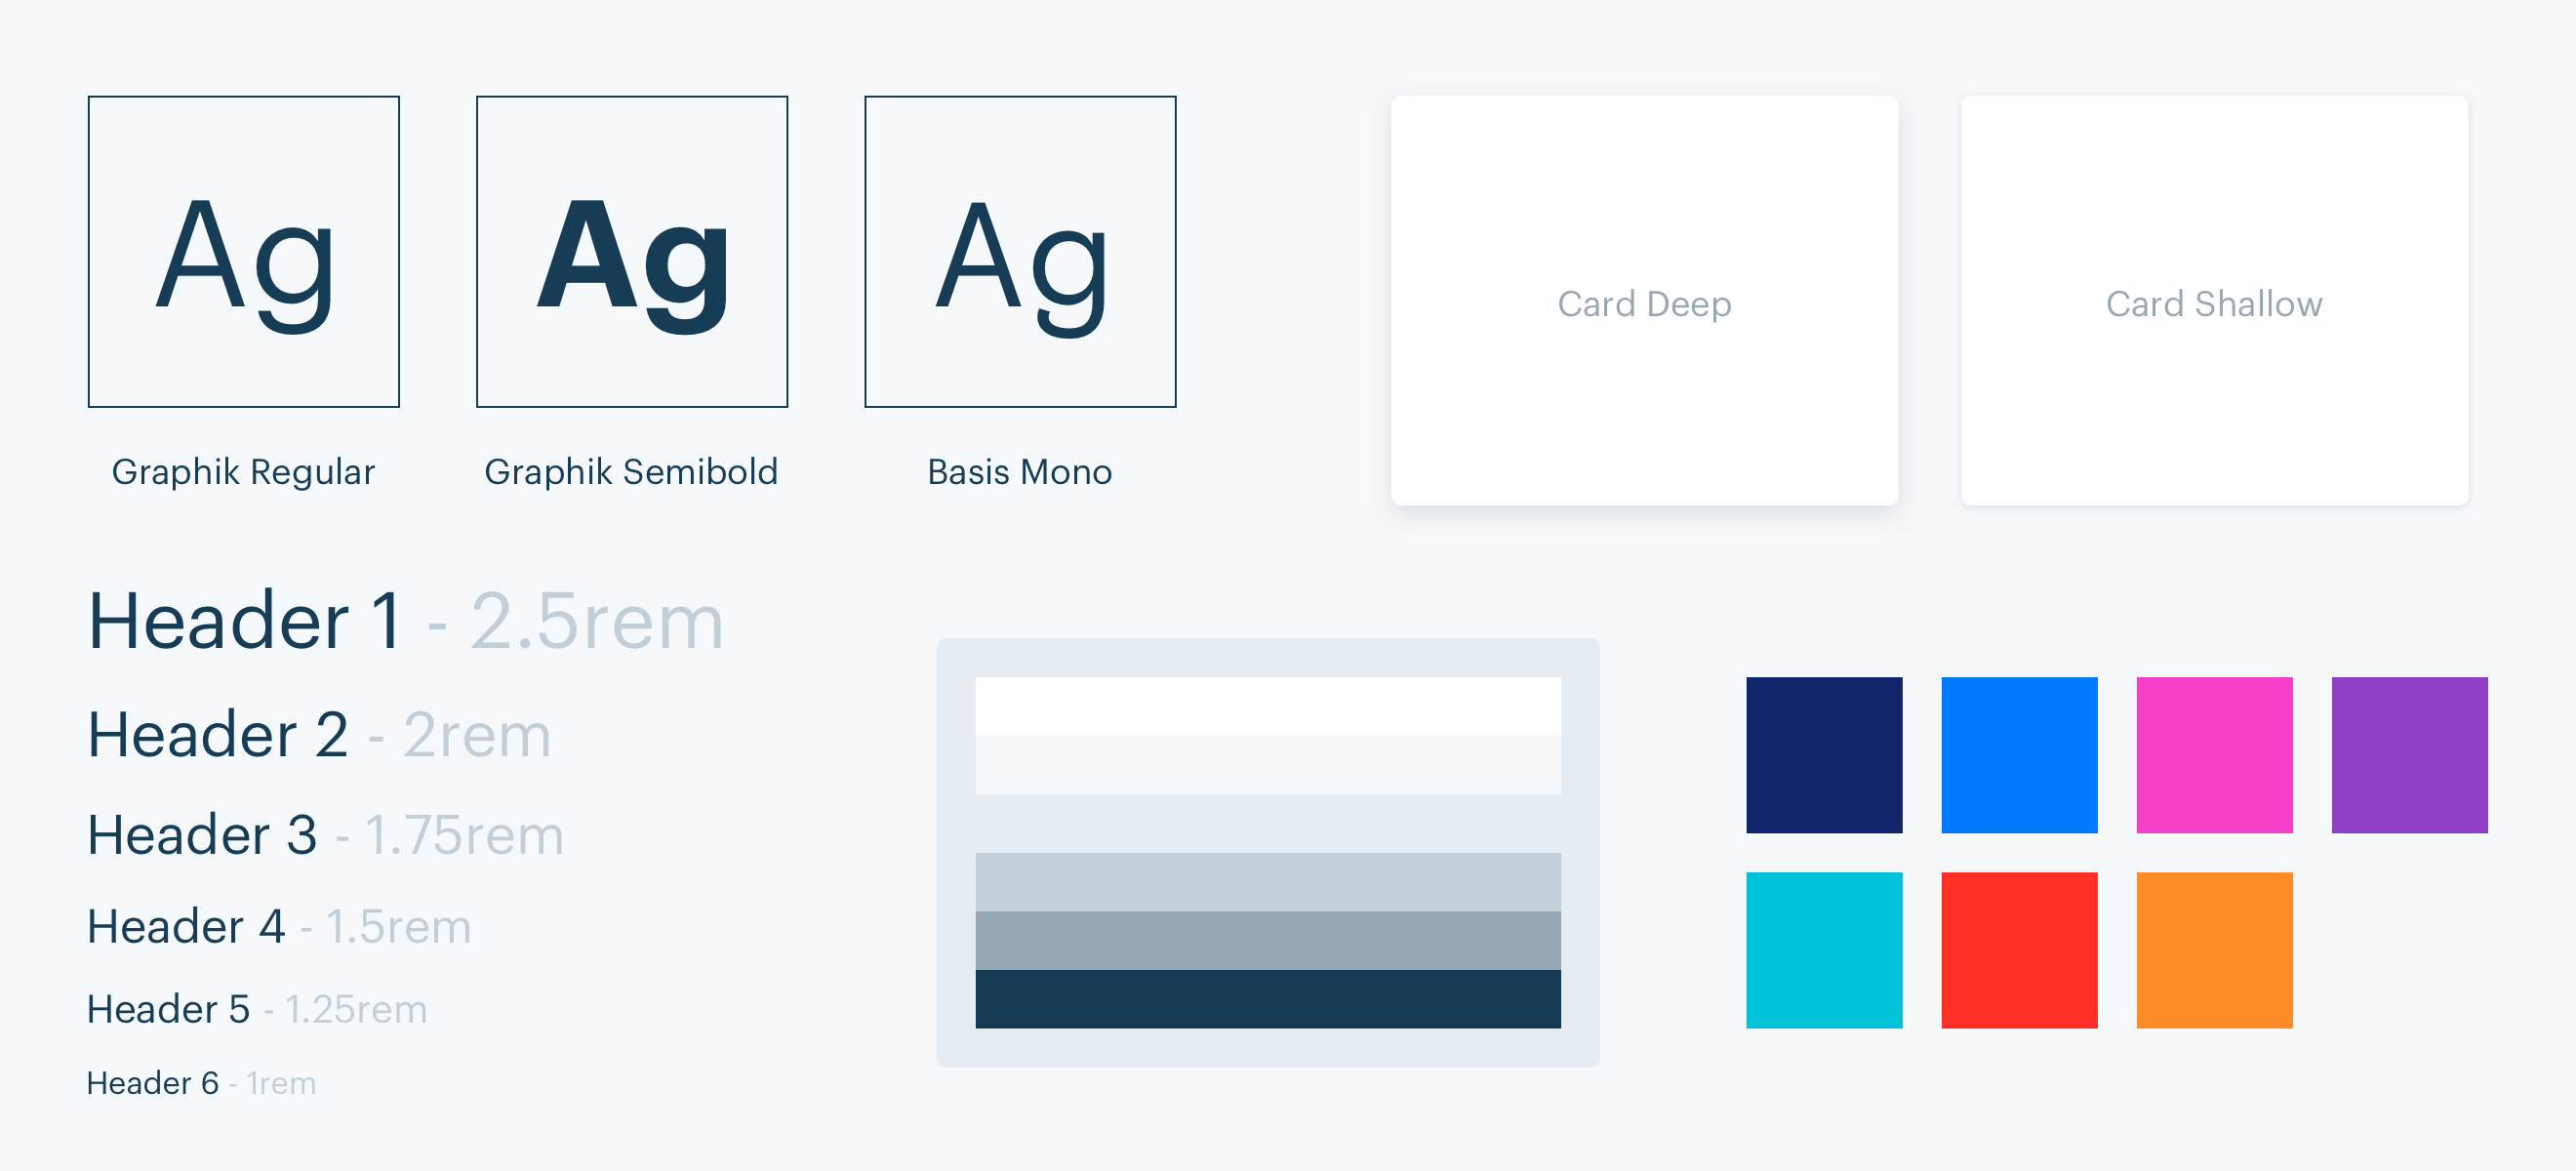 Ag
Ag
Ag
Graphik Regular
Graphik Semibold
Basis Mono
Card Deep
Card Shallow
Header 1 - 2.5rem
Header 2 - 2rem
Header 3 - 1.75rem
Header 4 - 1.5rem
Header 5 - 1.25rem
Header 6 - 1rem